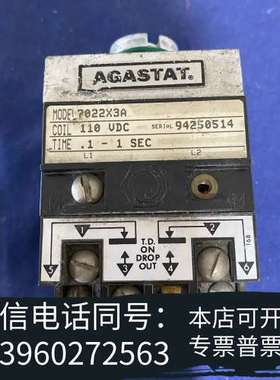 AGASTAT.
MODEL 7022X3A
COIL 110 VDC SERIAL 94250514
TIME .1 - 1 SEC
L1 L2
1 6
T.D.
ON
DROP
OUT
5 3 4 2
信电话同号：
3960272563
本店可开
专票普票